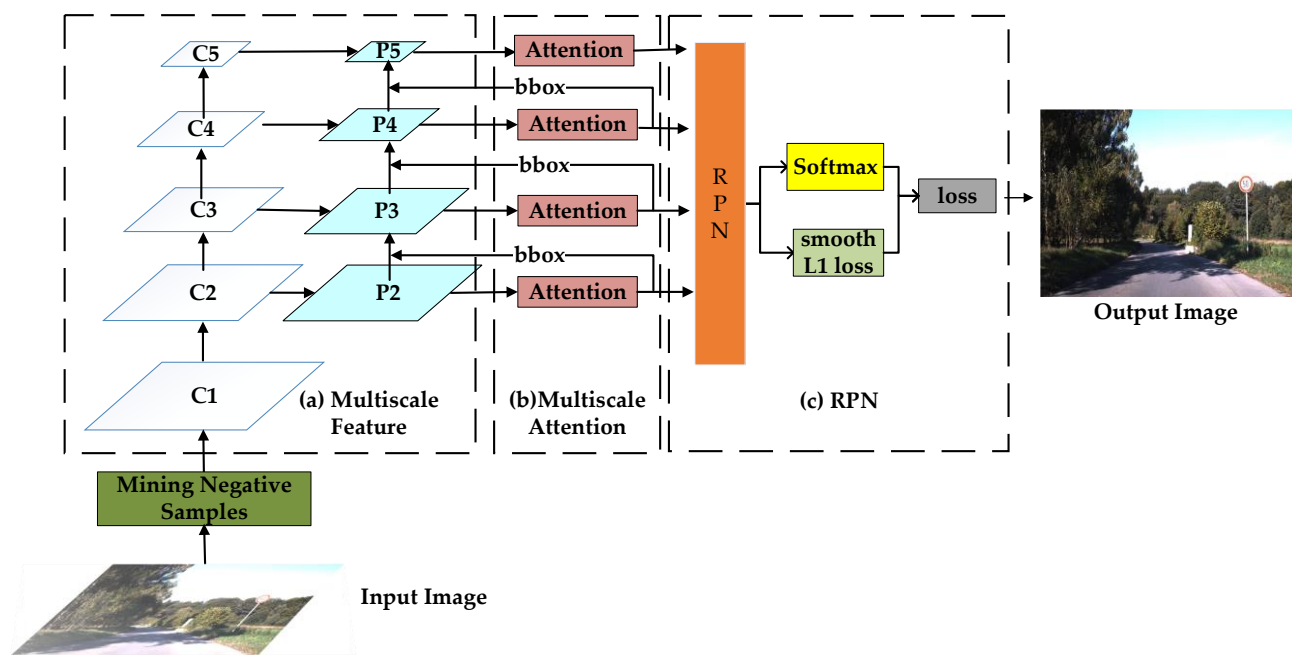 C5
P5
Attention
bbox
C4
P4
Attention
bbox
C3
P3
Attention
bbox
C2
P2
Attention
C1
(a) Multiscale
Feature
(b)Multiscale
Attention
R
P
N
Softmax
smooth
L1 loss
loss
(c) RPN
Output Image
Mining Negative
Samples
Input Image